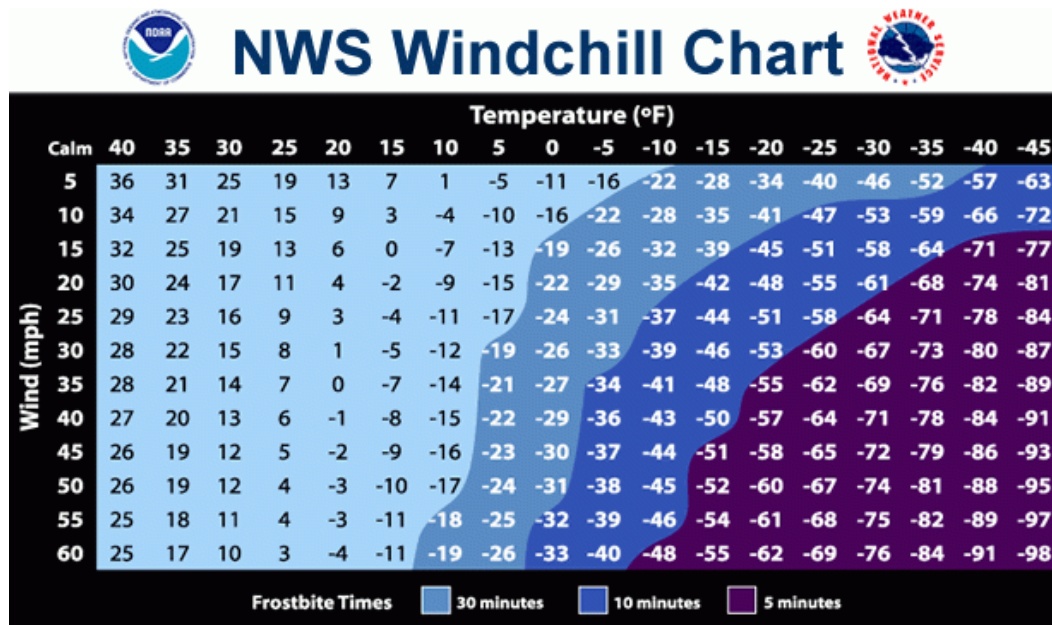 NOAA
NWS Windchill Chart
NATIONAL WEATHER SERVICE
Temperature (ºF)
Calm 40 35 30 25 20 15 10 5 0 -5 -10 -15 -20 -25 -30 -35 -40 -45
5 36 31 25 19 13 7 1 -5 -11 -16 -22 -28 -34 -40 -46 -52 -57 -63
10 34 27 21 15 9 3 -4 -10 -16 -22 -28 -35 -41 -47 -53 -59 -66 -72
15 32 25 19 13 6 0 -7 -13 -19 -26 -32 -39 -45 -51 -58 -64 -71 -77
20 30 24 17 11 4 -2 -9 -15 -22 -29 -35 -42 -48 -55 -61 -68 -74 -81
Wind (mph)
25 29 23 16 9 3 -4 -11 -17 -24 -31 -37 -44 -51 -58 -64 -71 -78 -84
30 28 22 15 8 1 -5 -12 -19 -26 -33 -39 -46 -53 -60 -67 -73 -80 -87
35 28 21 14 7 0 -7 -14 -21 -27 -34 -41 -48 -55 -62 -69 -76 -82 -89
40 27 20 13 6 -1 -8 -15 -22 -29 -36 -43 -50 -57 -64 -71 -78 -84 -91
45 26 19 12 5 -2 -9 -16 -23 -30 -37 -44 -51 -58 -65 -72 -79 -86 -93
50 26 19 12 4 -3 -10 -17 -24 -31 -38 -45 -52 -60 -67 -74 -81 -88 -95
55 25 18 11 4 -3 -11 -18 -25 -32 -39 -46 -54 -61 -68 -75 -82 -89 -97
60 25 17 10 3 -4 -11 -19 -26 -33 -40 -48 -55 -62 -69 -76 -84 -91 -98
Frostbite Times 30 minutes 10 minutes 5 minutes